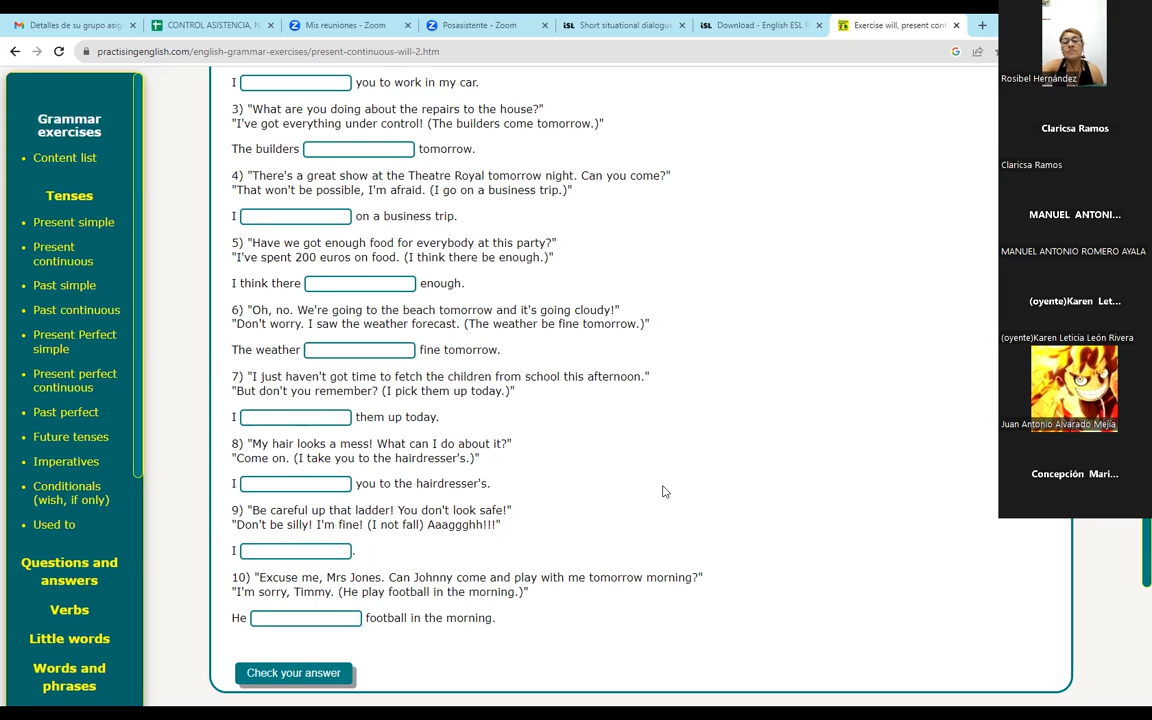 Detalles de su grupo asig
CONTROL ASISTENCIA, N
Mis reuniones - Zoom
Posasistente - Zoom
iSL Short situational dialogue
iSL Download - English ESL P
Exercise will, present cont
practisingenglish.com/english-grammar-exercises/present-continuous-will-2.htm
Grammar
exercises
Content list
Tenses
Present simple
Present
continuous
Past simple
Past continuous
Present Perfect
simple
Present perfect
continuous
Past perfect
Future tenses
Imperatives
Conditionals
(wish, if only)
Used to
Questions and
answers
Verbs
Little words
Words and
phrases
I you to work in my car.
3) "What are you doing about the repairs to the house?"
"I've got everything under control! (The builders come tomorrow.)"
The builders tomorrow.
4) "There's a great show at the Theatre Royal tomorrow night. Can you come?"
"That won't be possible, I'm afraid. (I go on a business trip.)"
I on a business trip.
5) "Have we got enough food for everybody at this party?"
"I've spent 200 euros on food. (I think there be enough.)"
I think there enough.
6) "Oh, no. We're going to the beach tomorrow and it's going cloudy!"
"Don't worry. I saw the weather forecast. (The weather be fine tomorrow.)"
The weather fine tomorrow.
7) "I just haven't got time to fetch the children from school this afternoon."
"But don't you remember? (I pick them up today.)"
I them up today.
8) "My hair looks a mess! What can I do about it?"
"Come on. (I take you to the hairdresser's.)"
I you to the hairdresser's.
9) "Be careful up that ladder! You don't look safe!"
"Don't be silly! I'm fine! (I not fall) Aaaggghh!!!"
I .
10) "Excuse me, Mrs Jones. Can Johnny come and play with me tomorrow morning?"
"I'm sorry, Timmy. (He play football in the morning.)"
He football in the morning.
Check your answer
Rosibel Hernández
Claricsa Ramos
Claricsa Ramos
MANUEL ANTONI...
MANUEL ANTONIO ROMERO AYALA
(oyente)Karen Let...
(oyente)Karen Leticia León Rivera
Juan Antonio Alvarado Mejía
Concepción Mari...